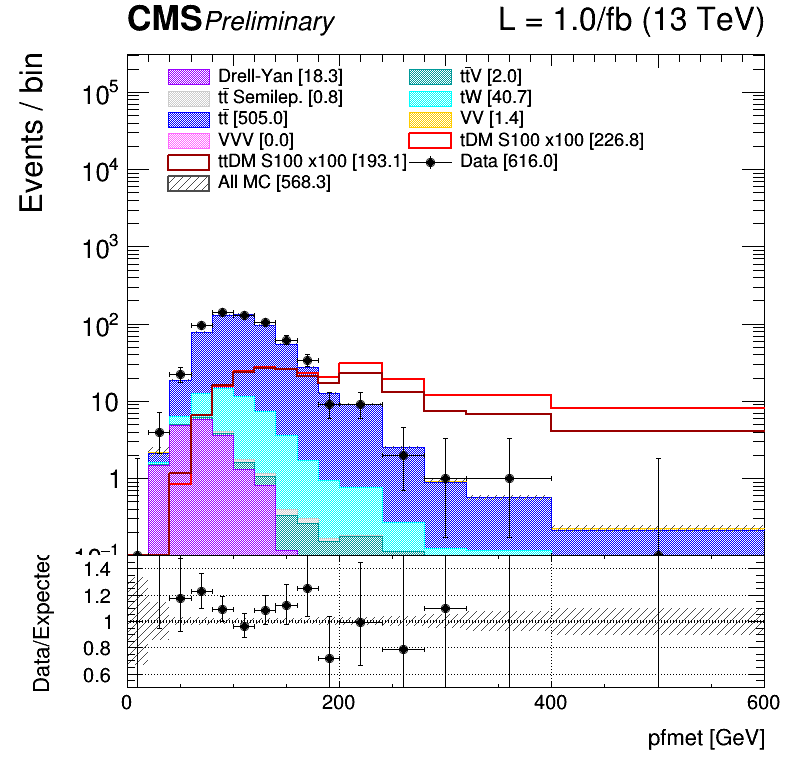 CMS Preliminary L = 1.0/fb (13 TeV)
Events / bin
Drell-Yan [18.3]
tt̄ Semilep. [0.8]
tt̄ [505.0]
VVV [0.0]
ttDM S100 x100 [193.1]
All MC [568.3]
tt̄V [2.0]
tW [40.7]
VV [1.4]
tDM S100 x100 [226.8]
Data [616.0]
10⁵
10⁴
10³
10²
10
1
10⁻¹
Data/Expected
1.4
1.2
1
0.8
0.6
0 200 400 600
pfmet [GeV]